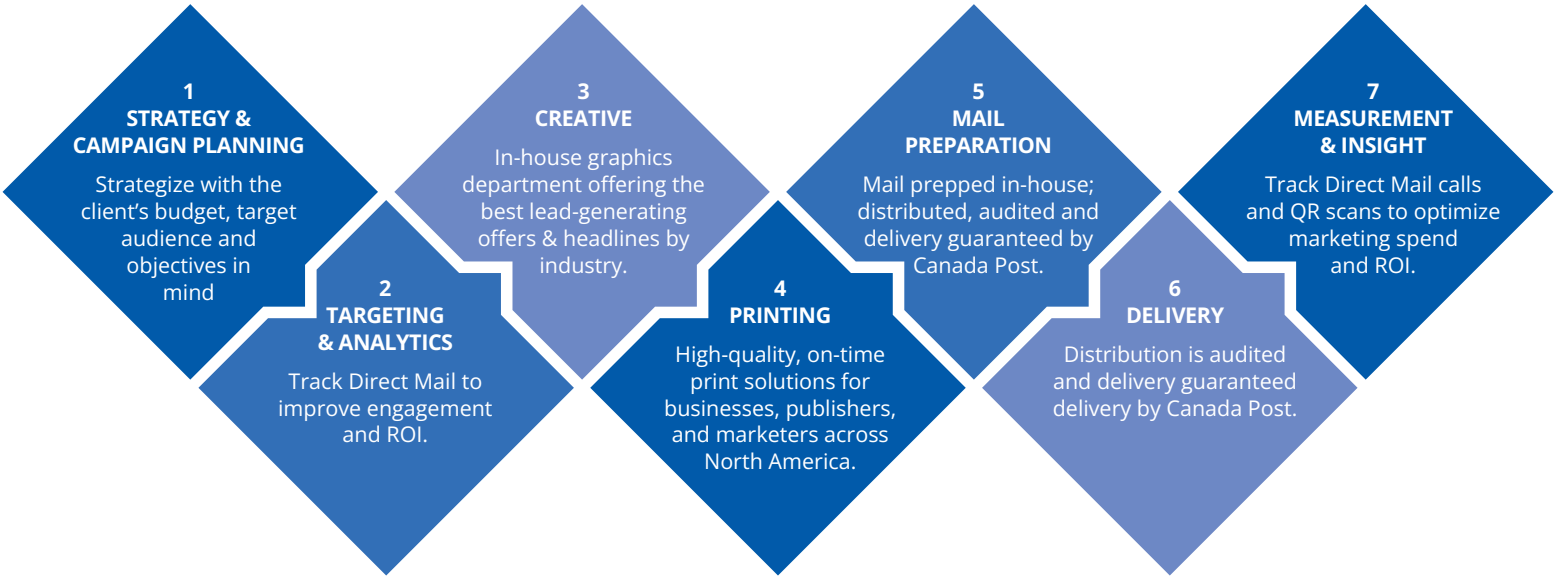 1
STRATEGY &
CAMPAIGN PLANNING
Strategize with the
client’s budget, target
audience and
objectives in
mind
2
TARGETING
& ANALYTICS
Track Direct Mail to
improve engagement
and ROI.
3
CREATIVE
In-house graphics
department offering the
best lead-generating
offers & headlines by
industry.
4
PRINTING
High-quality, on-time
print solutions for
businesses, publishers,
and marketers across
North America.
5
MAIL
PREPARATION
Mail prepped in-house;
distributed, audited and
delivery guaranteed by
Canada Post.
6
DELIVERY
Distribution is audited
and delivery guaranteed
delivery by Canada Post.
7
MEASUREMENT
& INSIGHT
Track Direct Mail calls
and QR scans to optimize
marketing spend
and ROI.